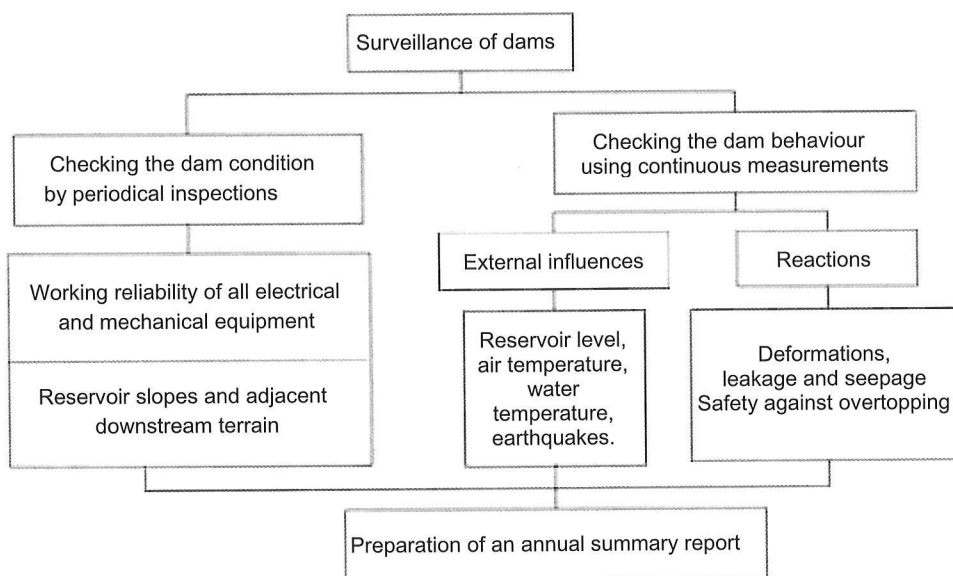 Surveillance of dams
Checking the dam condition
by periodical inspections
Checking the dam behaviour
using continuous measurements
External influences
Reactions
Working reliability of all electrical
and mechanical equipment
Reservoir slopes and adjacent
downstream terrain
Reservoir level,
air temperature,
water
temperature,
earthquakes.
Deformations,
leakage and seepage
Safety against overtopping
Preparation of an annual summary report